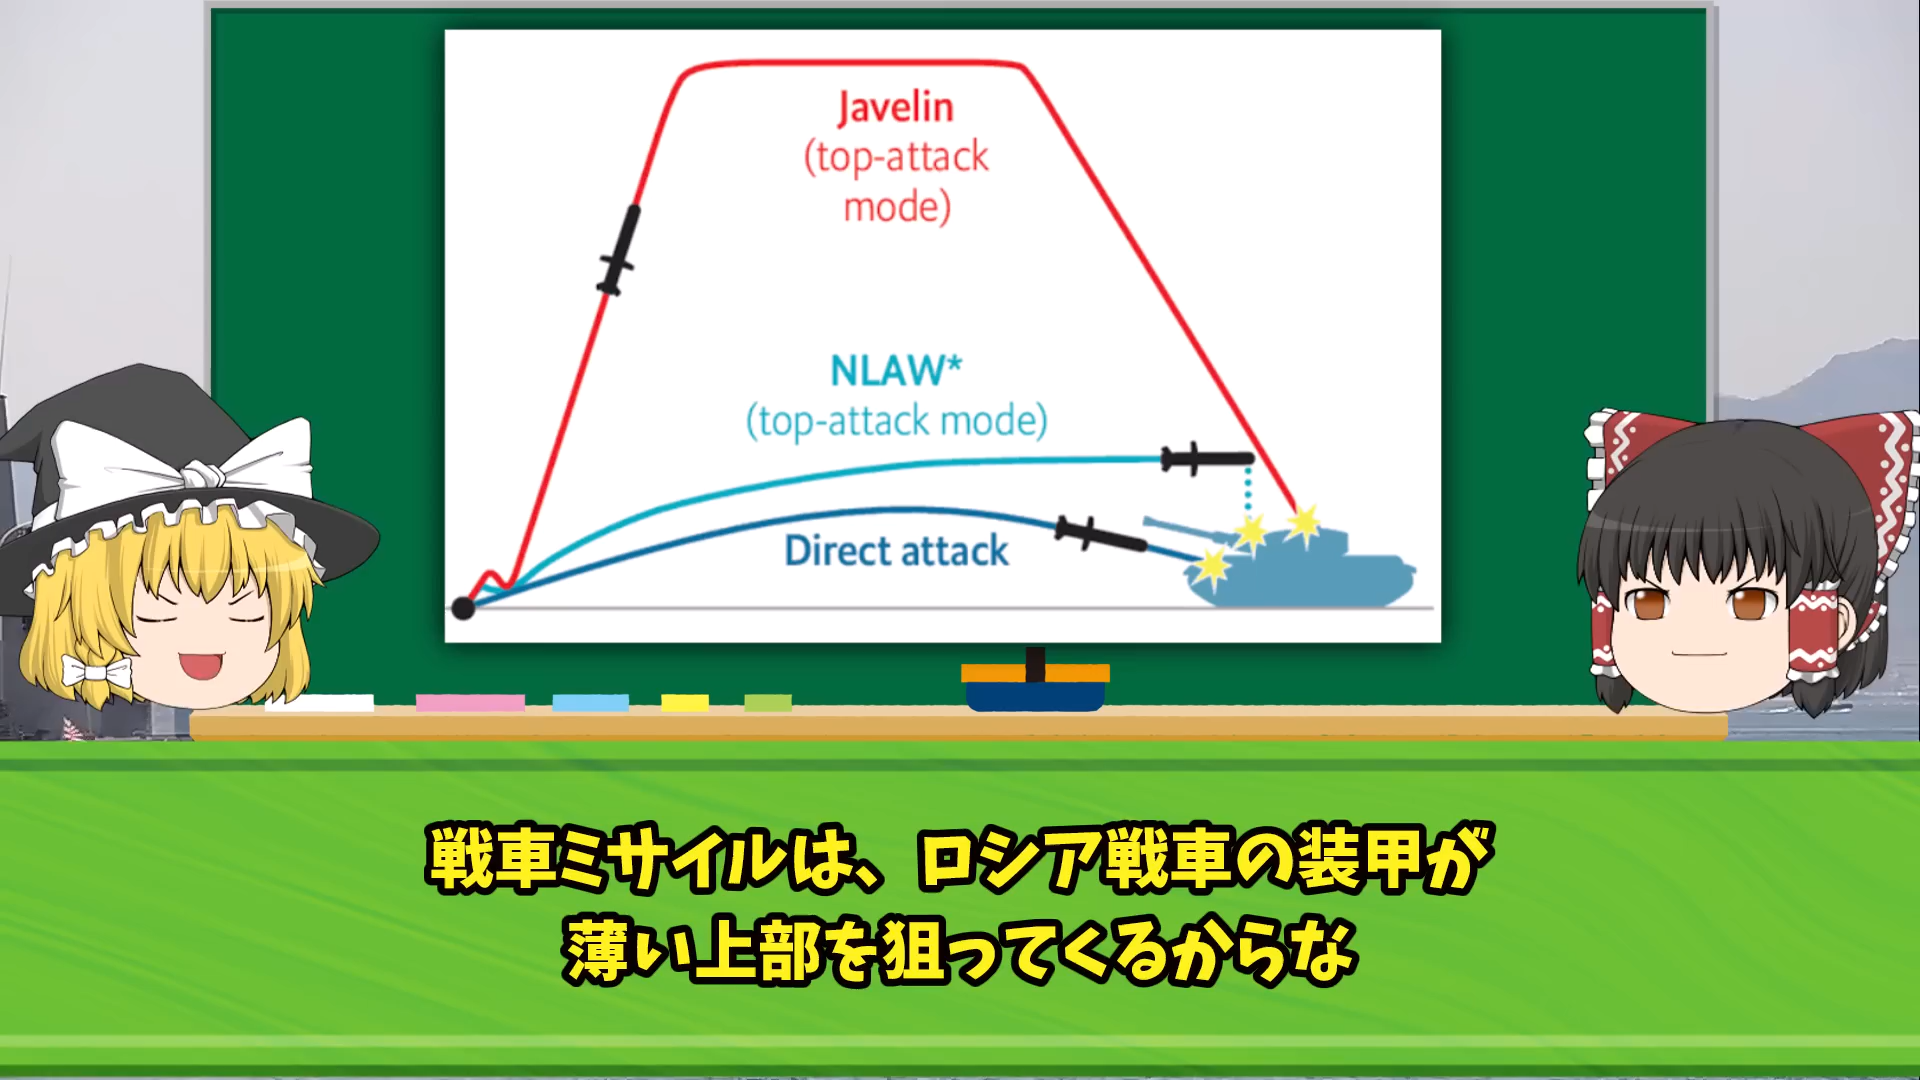 Javelin
(top-attack
mode)
NLAW*
(top-attack mode)
Direct attack
戦車ミサイルは、ロシア戦車の装甲が
薄い上部を狙ってくるからな